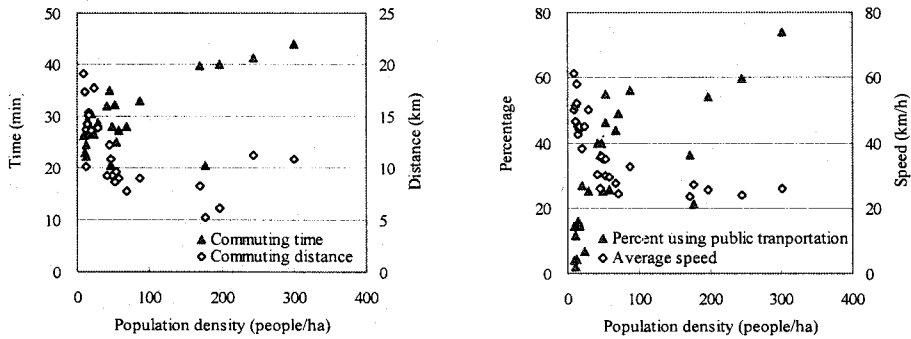 50
40
30
20
10
0
Time (min)
25
20
15
10
5
0
Distance (km)
Commuting time
Commuting distance
0 100 200 300 400
Population density (people/ha)
80
60
40
20
0
Percentage
80
60
40
20
0
Speed (km/h)
Percent using public tranportation
Average speed
0 100 200 300 400
Population density (people/ha)